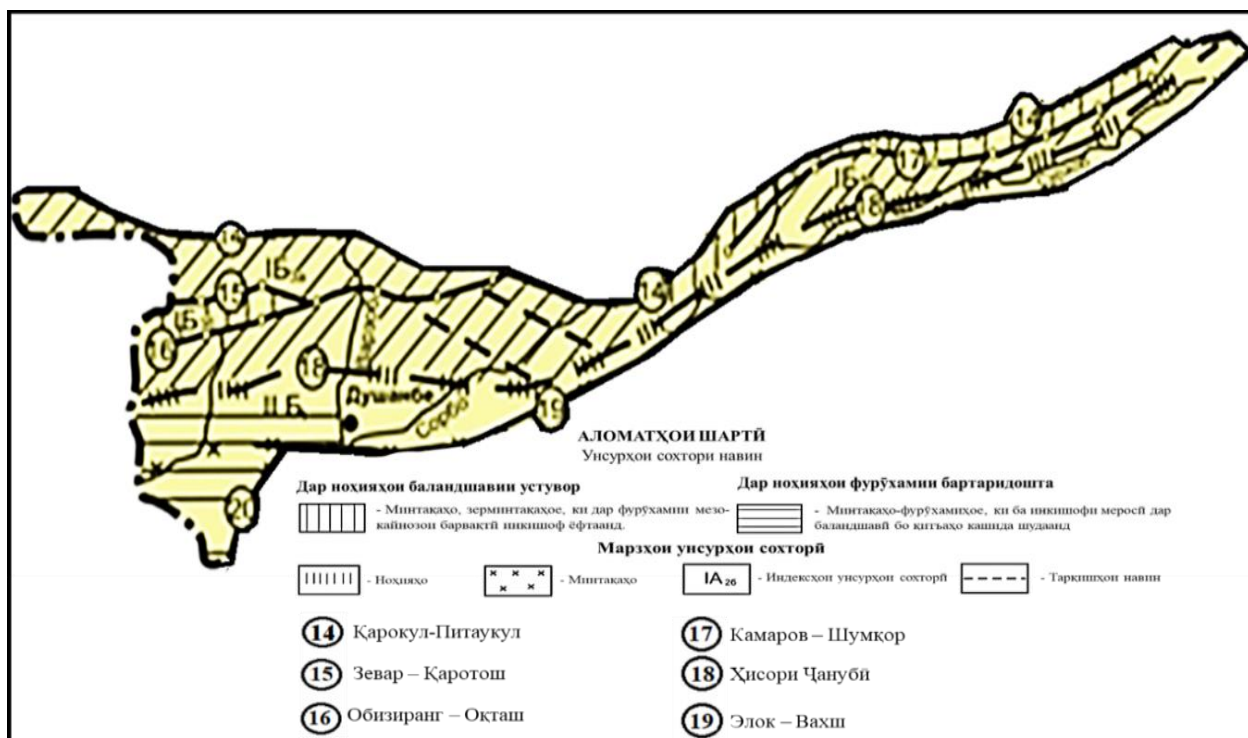 14
17
IБ
18
14
14
15
IБ
IБ
16
18
Душанбе
IIБ
Сорбо
19
20
АЛОМАТҲОИ ШАРТӢ
Унсурҳои сохтори навин
Дар ноҳияҳои баландшавии устувор
Дар ноҳияҳои фурӯхамии бартаридошта
- Минтақаҳо, зерминтақаҳое, ки дар фурӯхамии мезо-
кайнозои барвақтӣ инкишоф ёфтаанд.
- Минтақаҳо-фурӯхамиҳое, ки ба инкишофи меросӣ дар
баландшавӣ бо қитъаҳо кашида шудаанд
Марзҳои унсурҳои сохторӣ
- Ноҳияҳо
- Минтақаҳо
IA₂₆ - Индексҳои унсурҳои сохторӣ
- Тарқишҳои навин
14 Қарокул-Питаукул
17 Камаров – Шумқор
15 Зевар – Қаротош
18 Ҳисори Ҷанубӣ
16 Обизиранг – Оқташ
19 Элок – Вахш